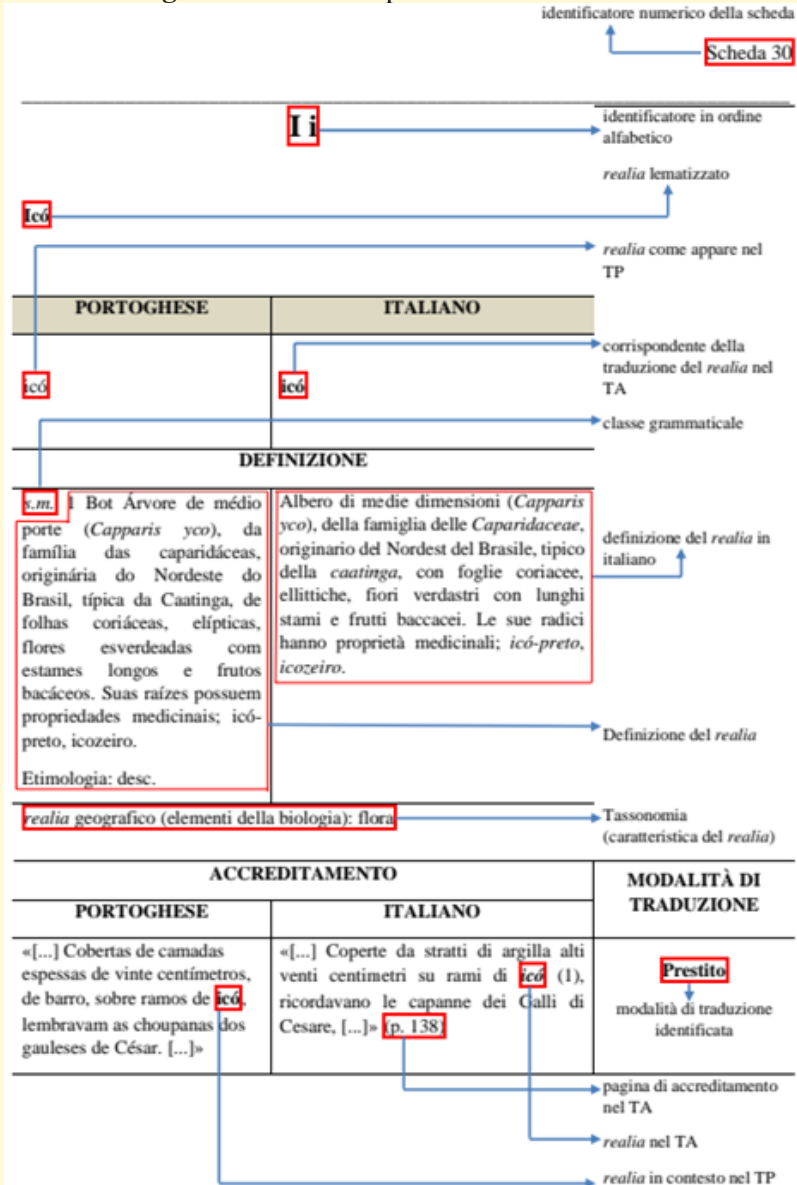 identificatore numerico della scheda
Scheda 30
I i
identificatore in ordine
alfabetico
realia lematizzato
Icó
realia come appare nel
TP
PORTOGHESE
ITALIANO
icó
icó
corrispondente della
traduzione del realia nel
TA
classe grammaticale
DEFINIZIONE
s.m. 1 Bot Árvore de médio
porte (Capparis yco), da
família das caparidáceas,
originária do Nordeste do
Brasil, típica da Caatinga, de
folhas coriáceas, elípticas,
flores esverdeadas com
estames longos e frutos
bacáceos. Suas raízes possuem
propriedades medicinais; icó-
preto, icozeiro.
Etimologia: desc.
Albero di medie dimensioni (Capparis
yco), della famiglia delle Caparidaceae,
originario del Nordest del Brasile, tipico
della caatinga, con foglie coriacee,
ellittiche, fiori verdastri con lunghi
stami e frutti baccacei. Le sue radici
hanno proprietà medicinali; icó-preto,
icozeiro.
definizione del realia in
italiano
Definizione del realia
realia geografico (elementi della biologia): flora
Tassonomia
(caratteristica del realia)
ACCREDITAMENTO
MODALITÀ DI
TRADUZIONE
PORTOGHESE
ITALIANO
«[...] Cobertas de camadas
espessas de vinte centímetros,
de barro, sobre ramos de icó,
lembravam as choupanas dos
gauleses de César. [...]»
«[...] Coperte da stratti di argilla alti
venti centimetri su rami di icó (1),
ricordavano le capanne dei Galli di
Cesare, [...]» (p. 138)
Prestito
modalità di traduzione
identificata
pagina di accreditamento
nel TA
realia nel TA
realia in contesto nel TP